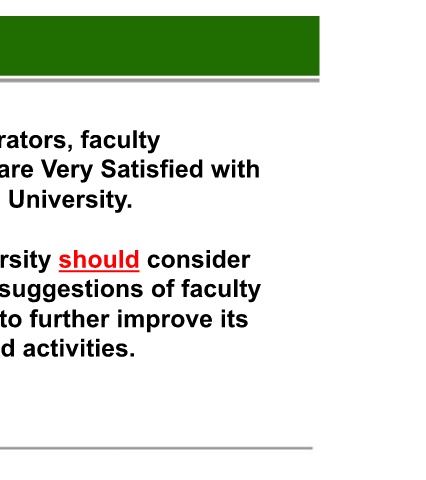 rators, faculty
are Very Satisfied with
University.
rsity should consider
suggestions of faculty
to further improve its
d activities.